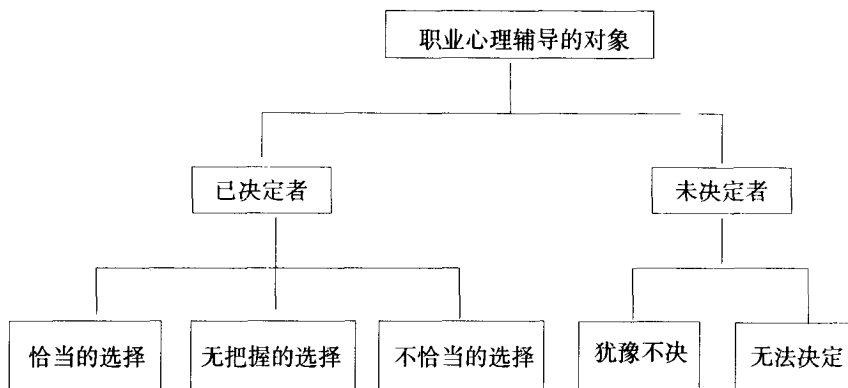 职业心理辅导的对象
已决定者
未决定者
恰当的选择
无把握的选择
不恰当的选择
犹豫不决
无法决定